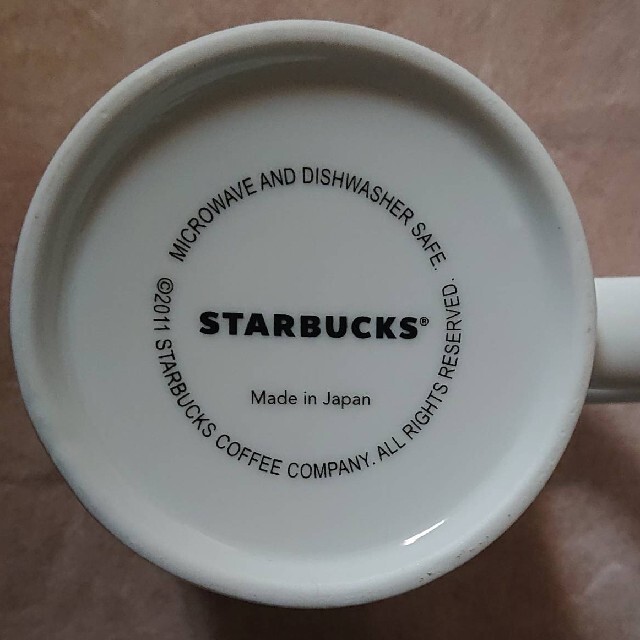 MICROWAVE AND DISHWASHER SAFE.
STARBUCKS®
Made in Japan
©2011 STARBUCKS COFFEE COMPANY. ALL RIGHTS RESERVED.